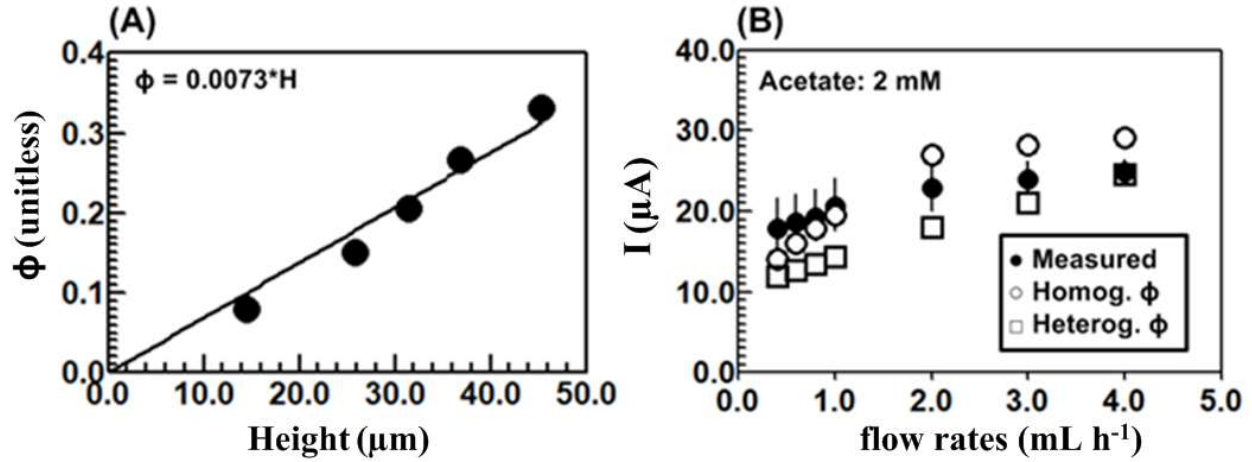 (A)
ϕ = 0.0073*H
0.4
0.3
0.2
0.1
0.0
0.0 10.0 20.0 30.0 40.0 50.0
ϕ (unitless)
Height (μm)
(B)
Acetate: 2 mM
40.0
30.0
20.0
10.0
0.0
0.0 1.0 2.0 3.0 4.0 5.0
I (μA)
flow rates (mL h⁻¹)
Measured
Homog. ϕ
Heterog. ϕ